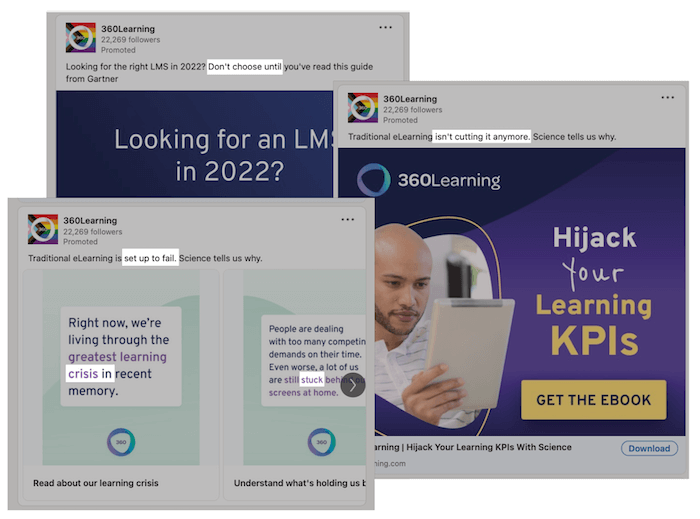 360Learning
22,269 followers
Promoted
Looking for the right LMS in 2022? Don't choose until you've read this guide
from Gartner
Looking for an LMS
in 2022?
360Learning
22,269 followers
Promoted
Traditional eLearning isn't cutting it anymore. Science tells us why.
360Learning
Hijack
Your
Learning
KPIs
GET THE EBOOK
arning | Hijack Your Learning KPIs With Science
Download
ning.com
360Learning
22,269 followers
Promoted
Traditional eLearning is set up to fail. Science tells us why.
Right now, we're
living through the
greatest learning
crisis in recent
memory.
360
Read about our learning crisis
People are dealing
with too many competin
demands on their time.
Even worse, a lot of us
are still stuck behind our
screens at home.
360
Understand what's holding us b